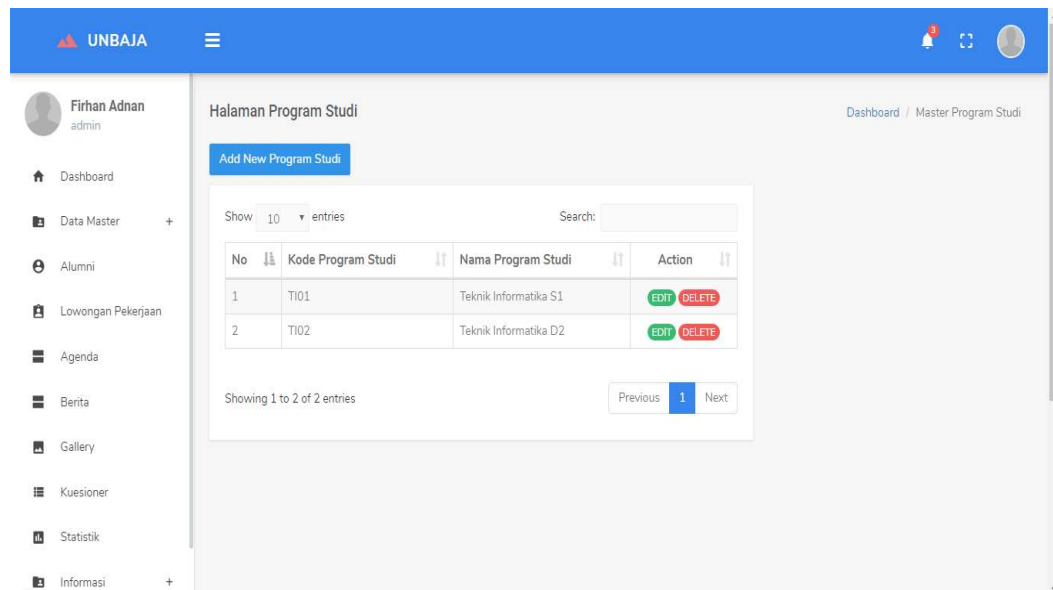 UNBAJA
3
Firhan Adnan
admin
Dashboard
Data Master +
Alumni
Lowongan Pekerjaan
Agenda
Berita
Gallery
Kuesioner
Statistik
Informasi +
Halaman Program Studi
Dashboard / Master Program Studi
Add New Program Studi
Show 10 entries
Search:
No Kode Program Studi Nama Program Studi Action
1 TI01 Teknik Informatika S1 EDIT DELETE
2 TI02 Teknik Informatika D2 EDIT DELETE
Showing 1 to 2 of 2 entries
Previous 1 Next